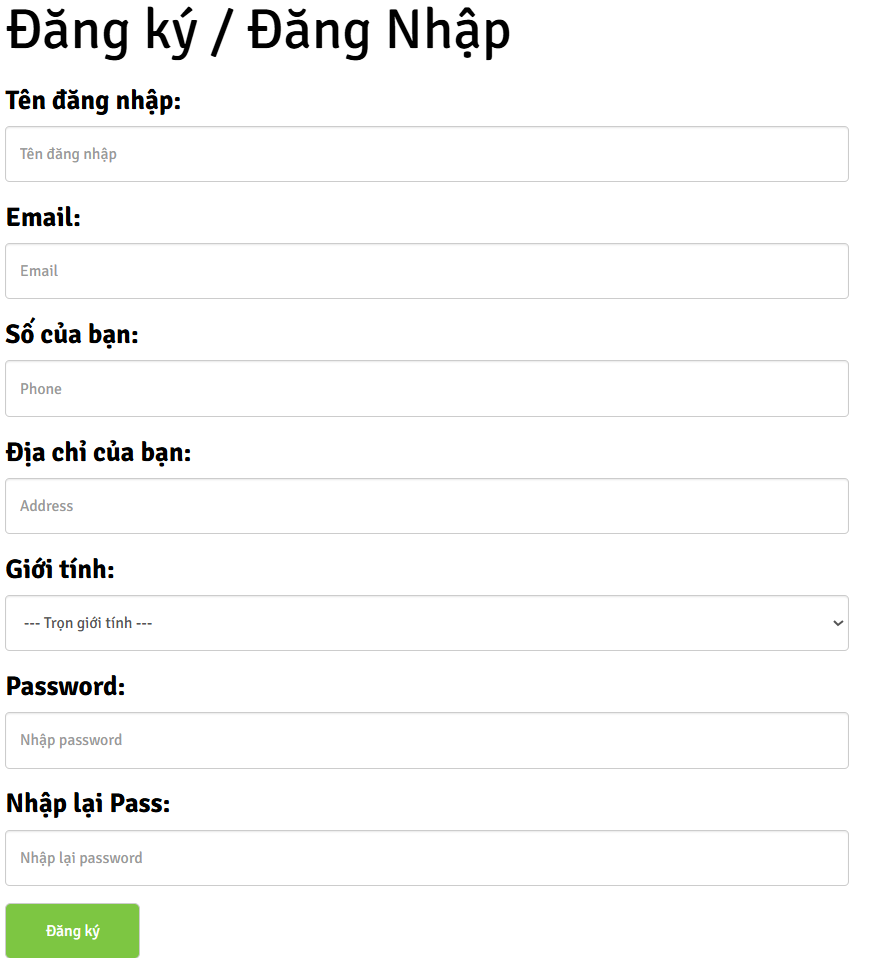 Đăng ký / Đăng Nhập
Tên đăng nhập:
Tên đăng nhập
Email:
Email
Số của bạn:
Phone
Địa chỉ của bạn:
Address
Giới tính:
--- Trọn giới tính ---
Password:
Nhập password
Nhập lại Pass:
Nhập lại password
Đăng ký